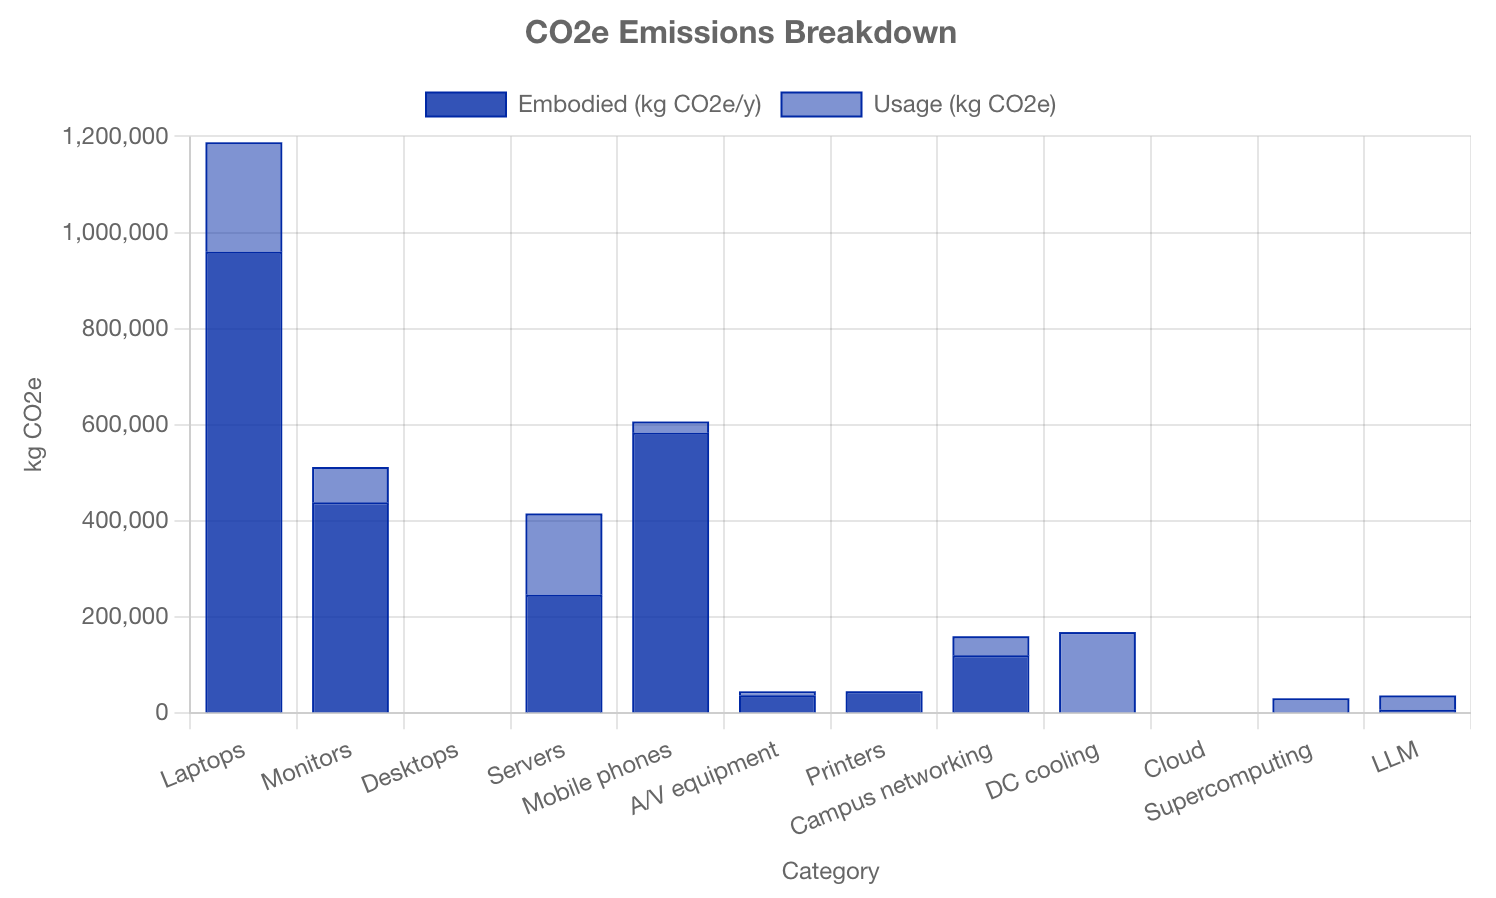 CO2e Emissions Breakdown
Embodied (kg CO2e/y)
Usage (kg CO2e)
1,200,000
1,000,000
800,000
600,000
400,000
200,000
0
kg CO2e
Laptops
Monitors
Desktops
Servers
Mobile phones
A/V equipment
Printers
Campus networking
DC cooling
Cloud
Supercomputing
LLM
Category